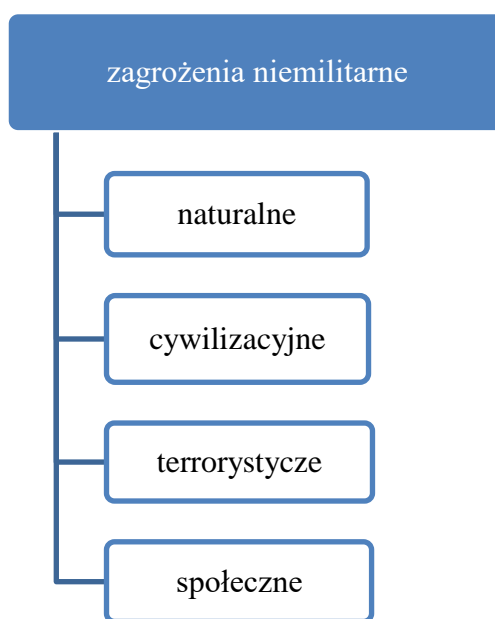 zagrożenia niemilitarne
naturalne
cywilizacyjne
terrorystycze
społeczne